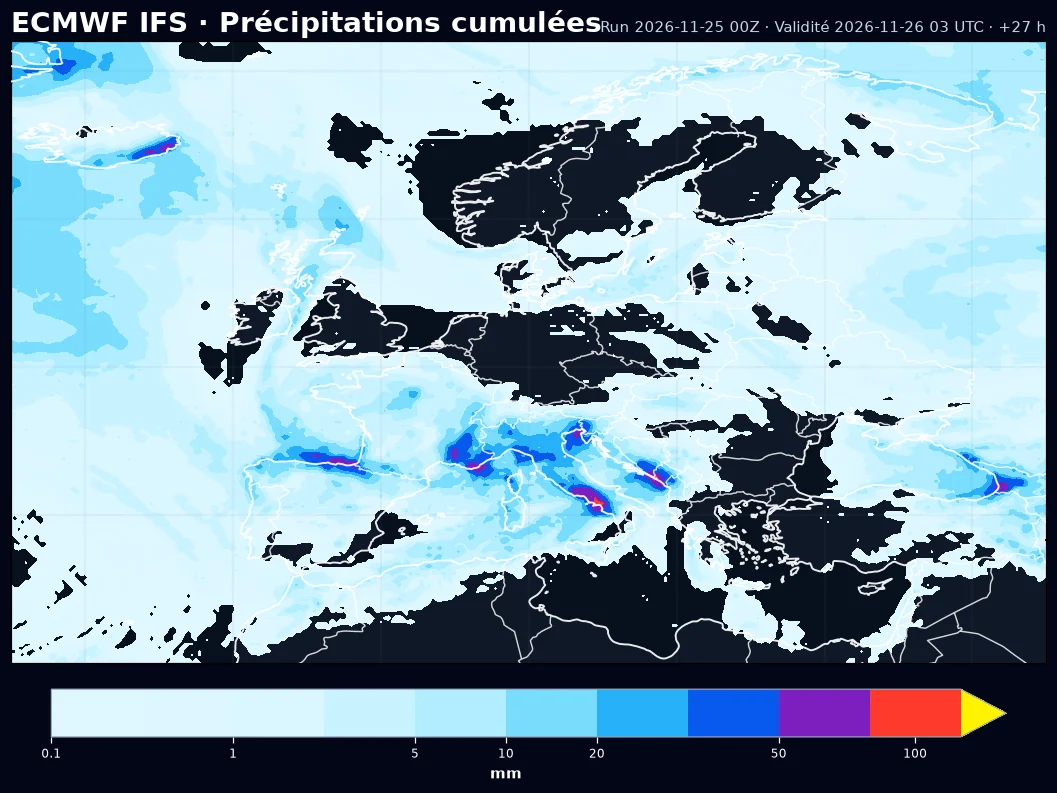 ECMWF IFS · Précipitations cumulées
Run 2026-11-25 00Z · Validité 2026-11-26 03 UTC · +27 h
0.1 1 5 10 20 50 100
mm